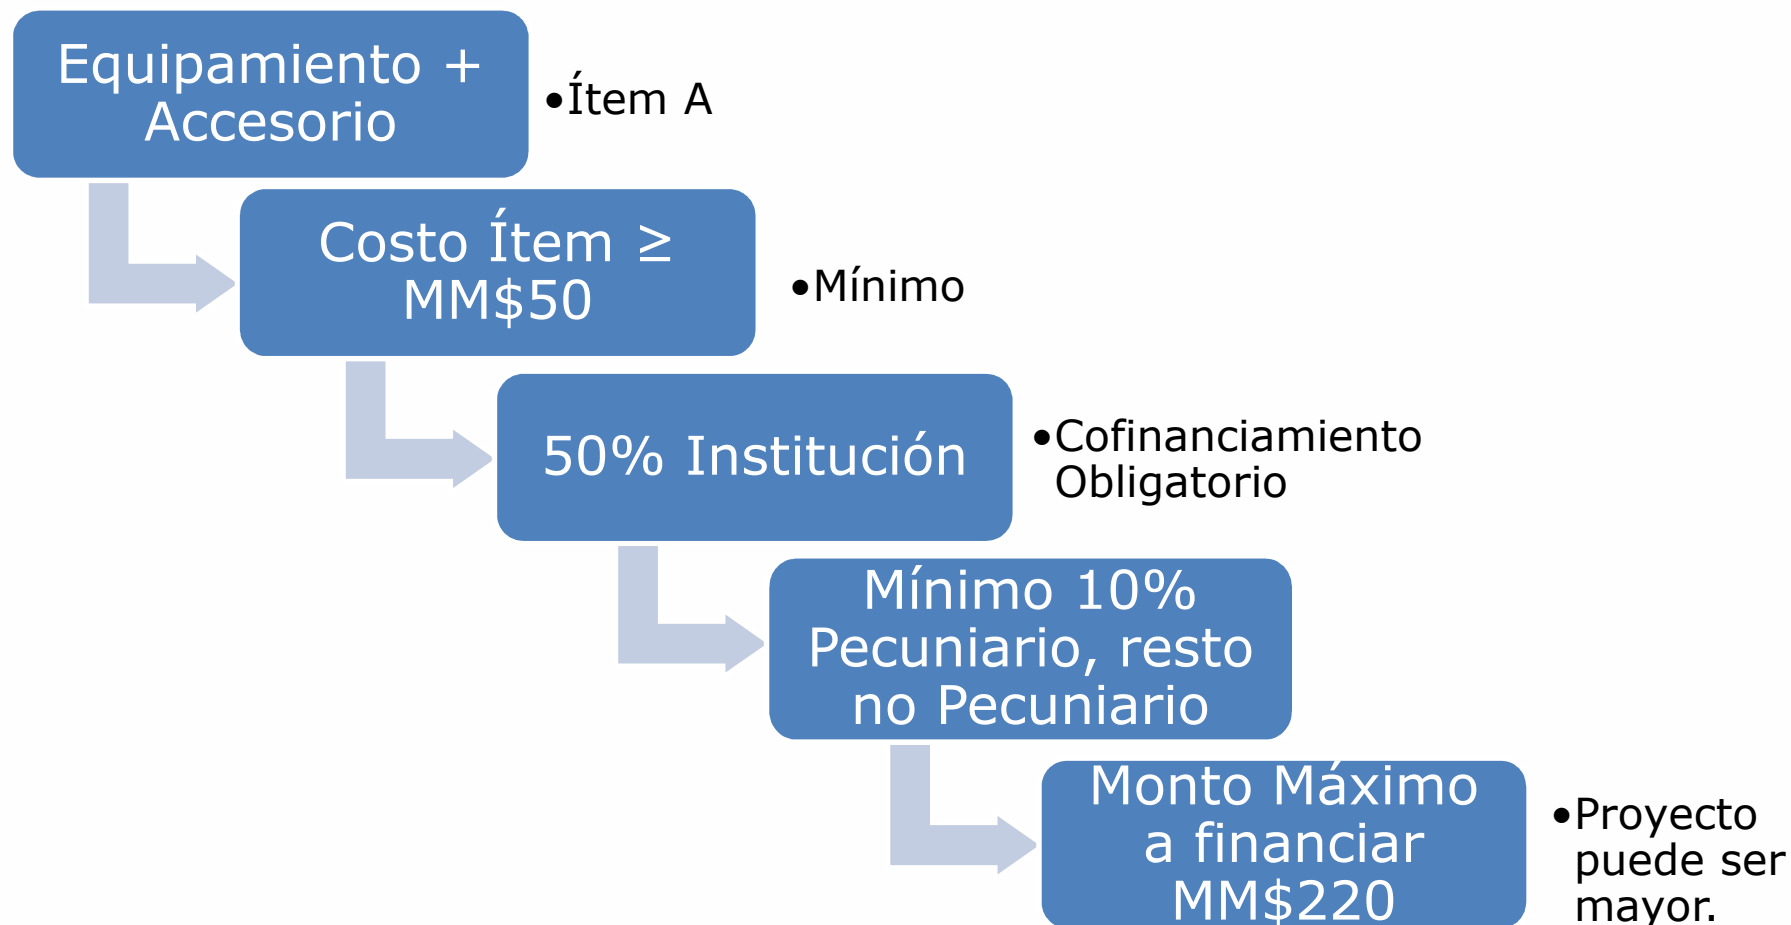 Equipamiento +
Accesorio
•Ítem A
Costo Ítem ≥
MM$50
•Mínimo
50% Institución
•Cofinanciamiento
Obligatorio
Mínimo 10%
Pecuniario, resto
no Pecuniario
Monto Máximo
a financiar
MM$220
•Proyecto
puede ser
mayor.